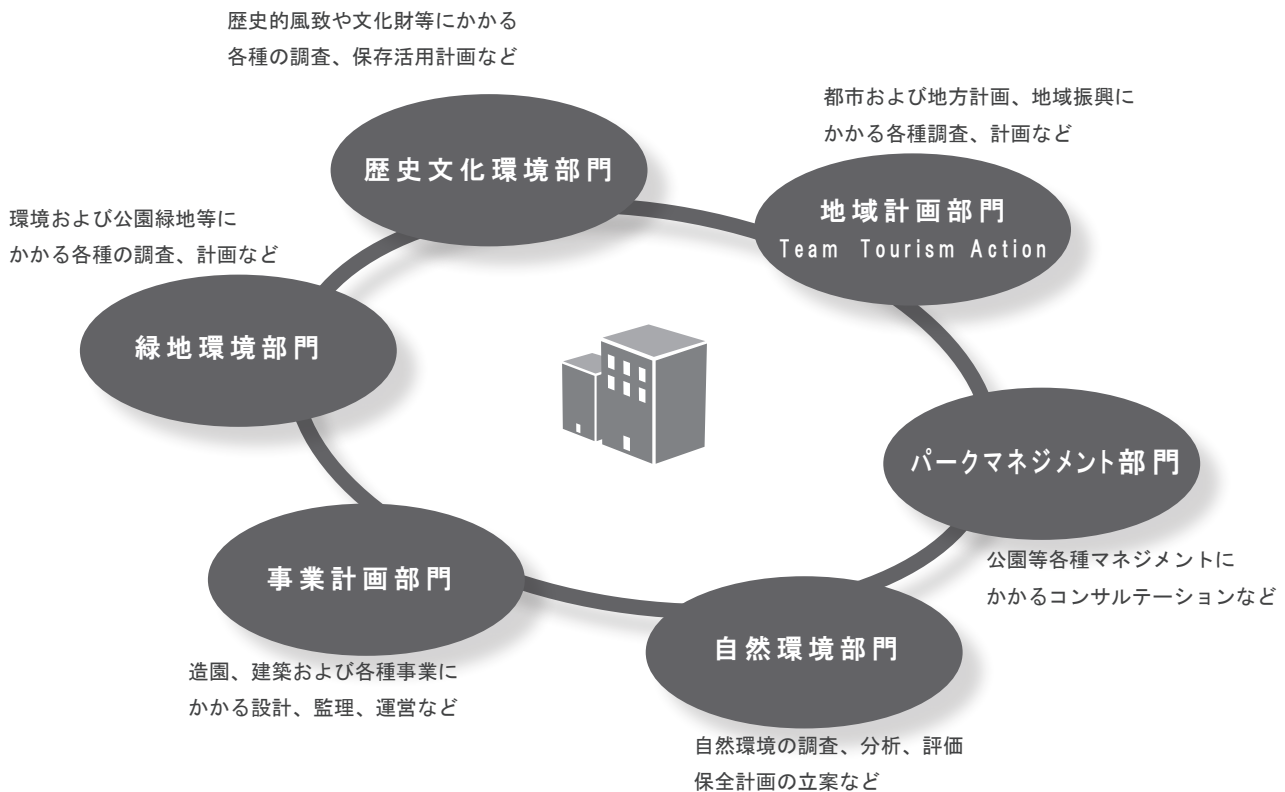 歴史的風致や文化財等にかかる
各種の調査、保存活用計画など
歴史文化環境部門
都市および地方計画、地域振興に
かかる各種調査、計画など
地域計画部門
Team Tourism Action
環境および公園緑地等に
かかる各種の調査、計画など
緑地環境部門
パークマネジメント部門
公園等各種マネジメントに
かかるコンサルテーションなど
事業計画部門
造園、建築および各種事業に
かかる設計、監理、運営など
自然環境部門
自然環境の調査、分析、評価
保全計画の立案など